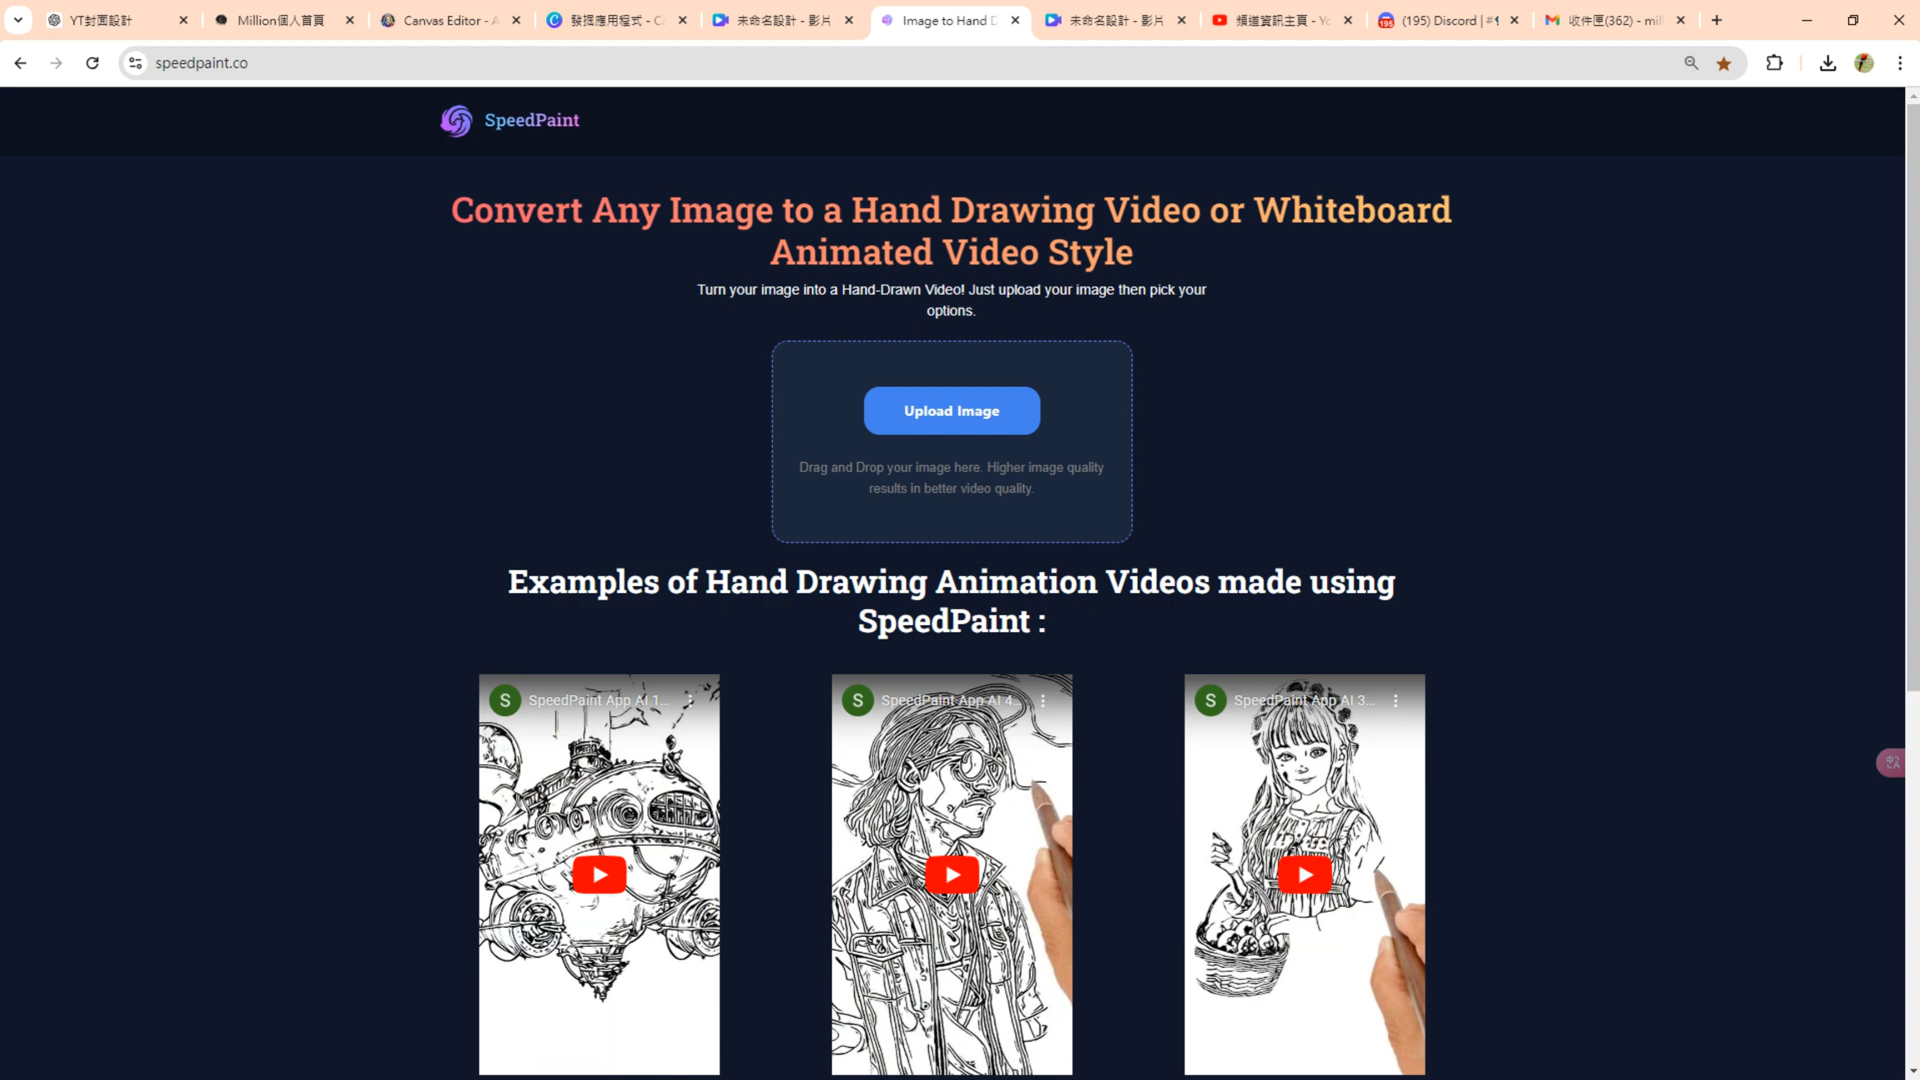 YT封面設計
Million個人首頁
Canvas Editor - A
發掘應用程式 - Ca
未命名設計 - 影片
Image to Hand D
未命名設計 - 影片
頻道資訊主頁 - Yo
(195) Discord | #
收件匣(362) - mil
speedpaint.co
SpeedPaint
Convert Any Image to a Hand Drawing Video or Whiteboard
Animated Video Style
Turn your image into a Hand-Drawn Video! Just upload your image then pick your
options.
Upload Image
Drag and Drop your image here. Higher image quality
results in better video quality.
Examples of Hand Drawing Animation Videos made using
SpeedPaint :
S SpeedPaint App AI 1...
S SpeedPaint App AI 4...
S SpeedPaint App AI 3...